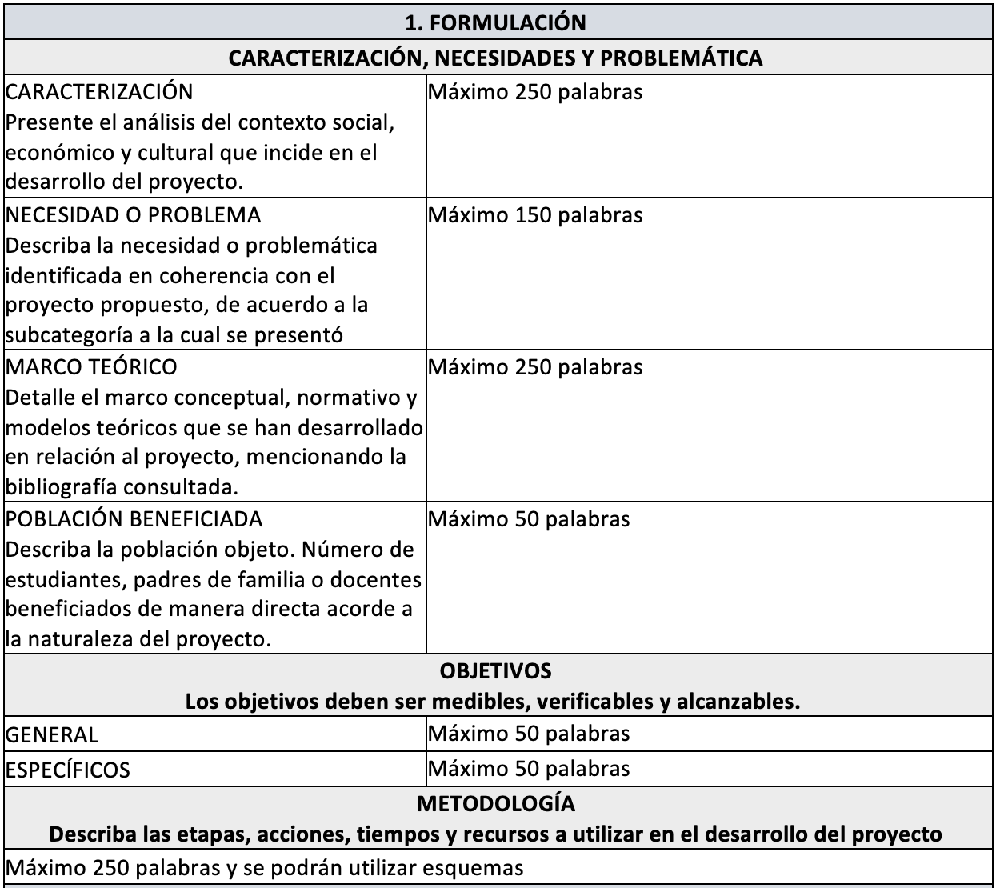 1. FORMULACIÓN
CARACTERIZACIÓN, NECESIDADES Y PROBLEMÁTICA
CARACTERIZACIÓN
Presente el análisis del contexto social,
económico y cultural que incide en el
desarrollo del proyecto.
Máximo 250 palabras
NECESIDAD O PROBLEMA
Describa la necesidad o problemática
identificada en coherencia con el
proyecto propuesto, de acuerdo a la
subcategoría a la cual se presentó
Máximo 150 palabras
MARCO TEÓRICO
Detalle el marco conceptual, normativo y
modelos teóricos que se han desarrollado
en relación al proyecto, mencionando la
bibliografía consultada.
Máximo 250 palabras
POBLACIÓN BENEFICIADA
Describa la población objeto. Número de
estudiantes, padres de familia o docentes
beneficiados de manera directa acorde a
la naturaleza del proyecto.
Máximo 50 palabras
OBJETIVOS
Los objetivos deben ser medibles, verificables y alcanzables.
GENERAL
Máximo 50 palabras
ESPECÍFICOS
Máximo 50 palabras
METODOLOGÍA
Describa las etapas, acciones, tiempos y recursos a utilizar en el desarrollo del proyecto
Máximo 250 palabras y se podrán utilizar esquemas